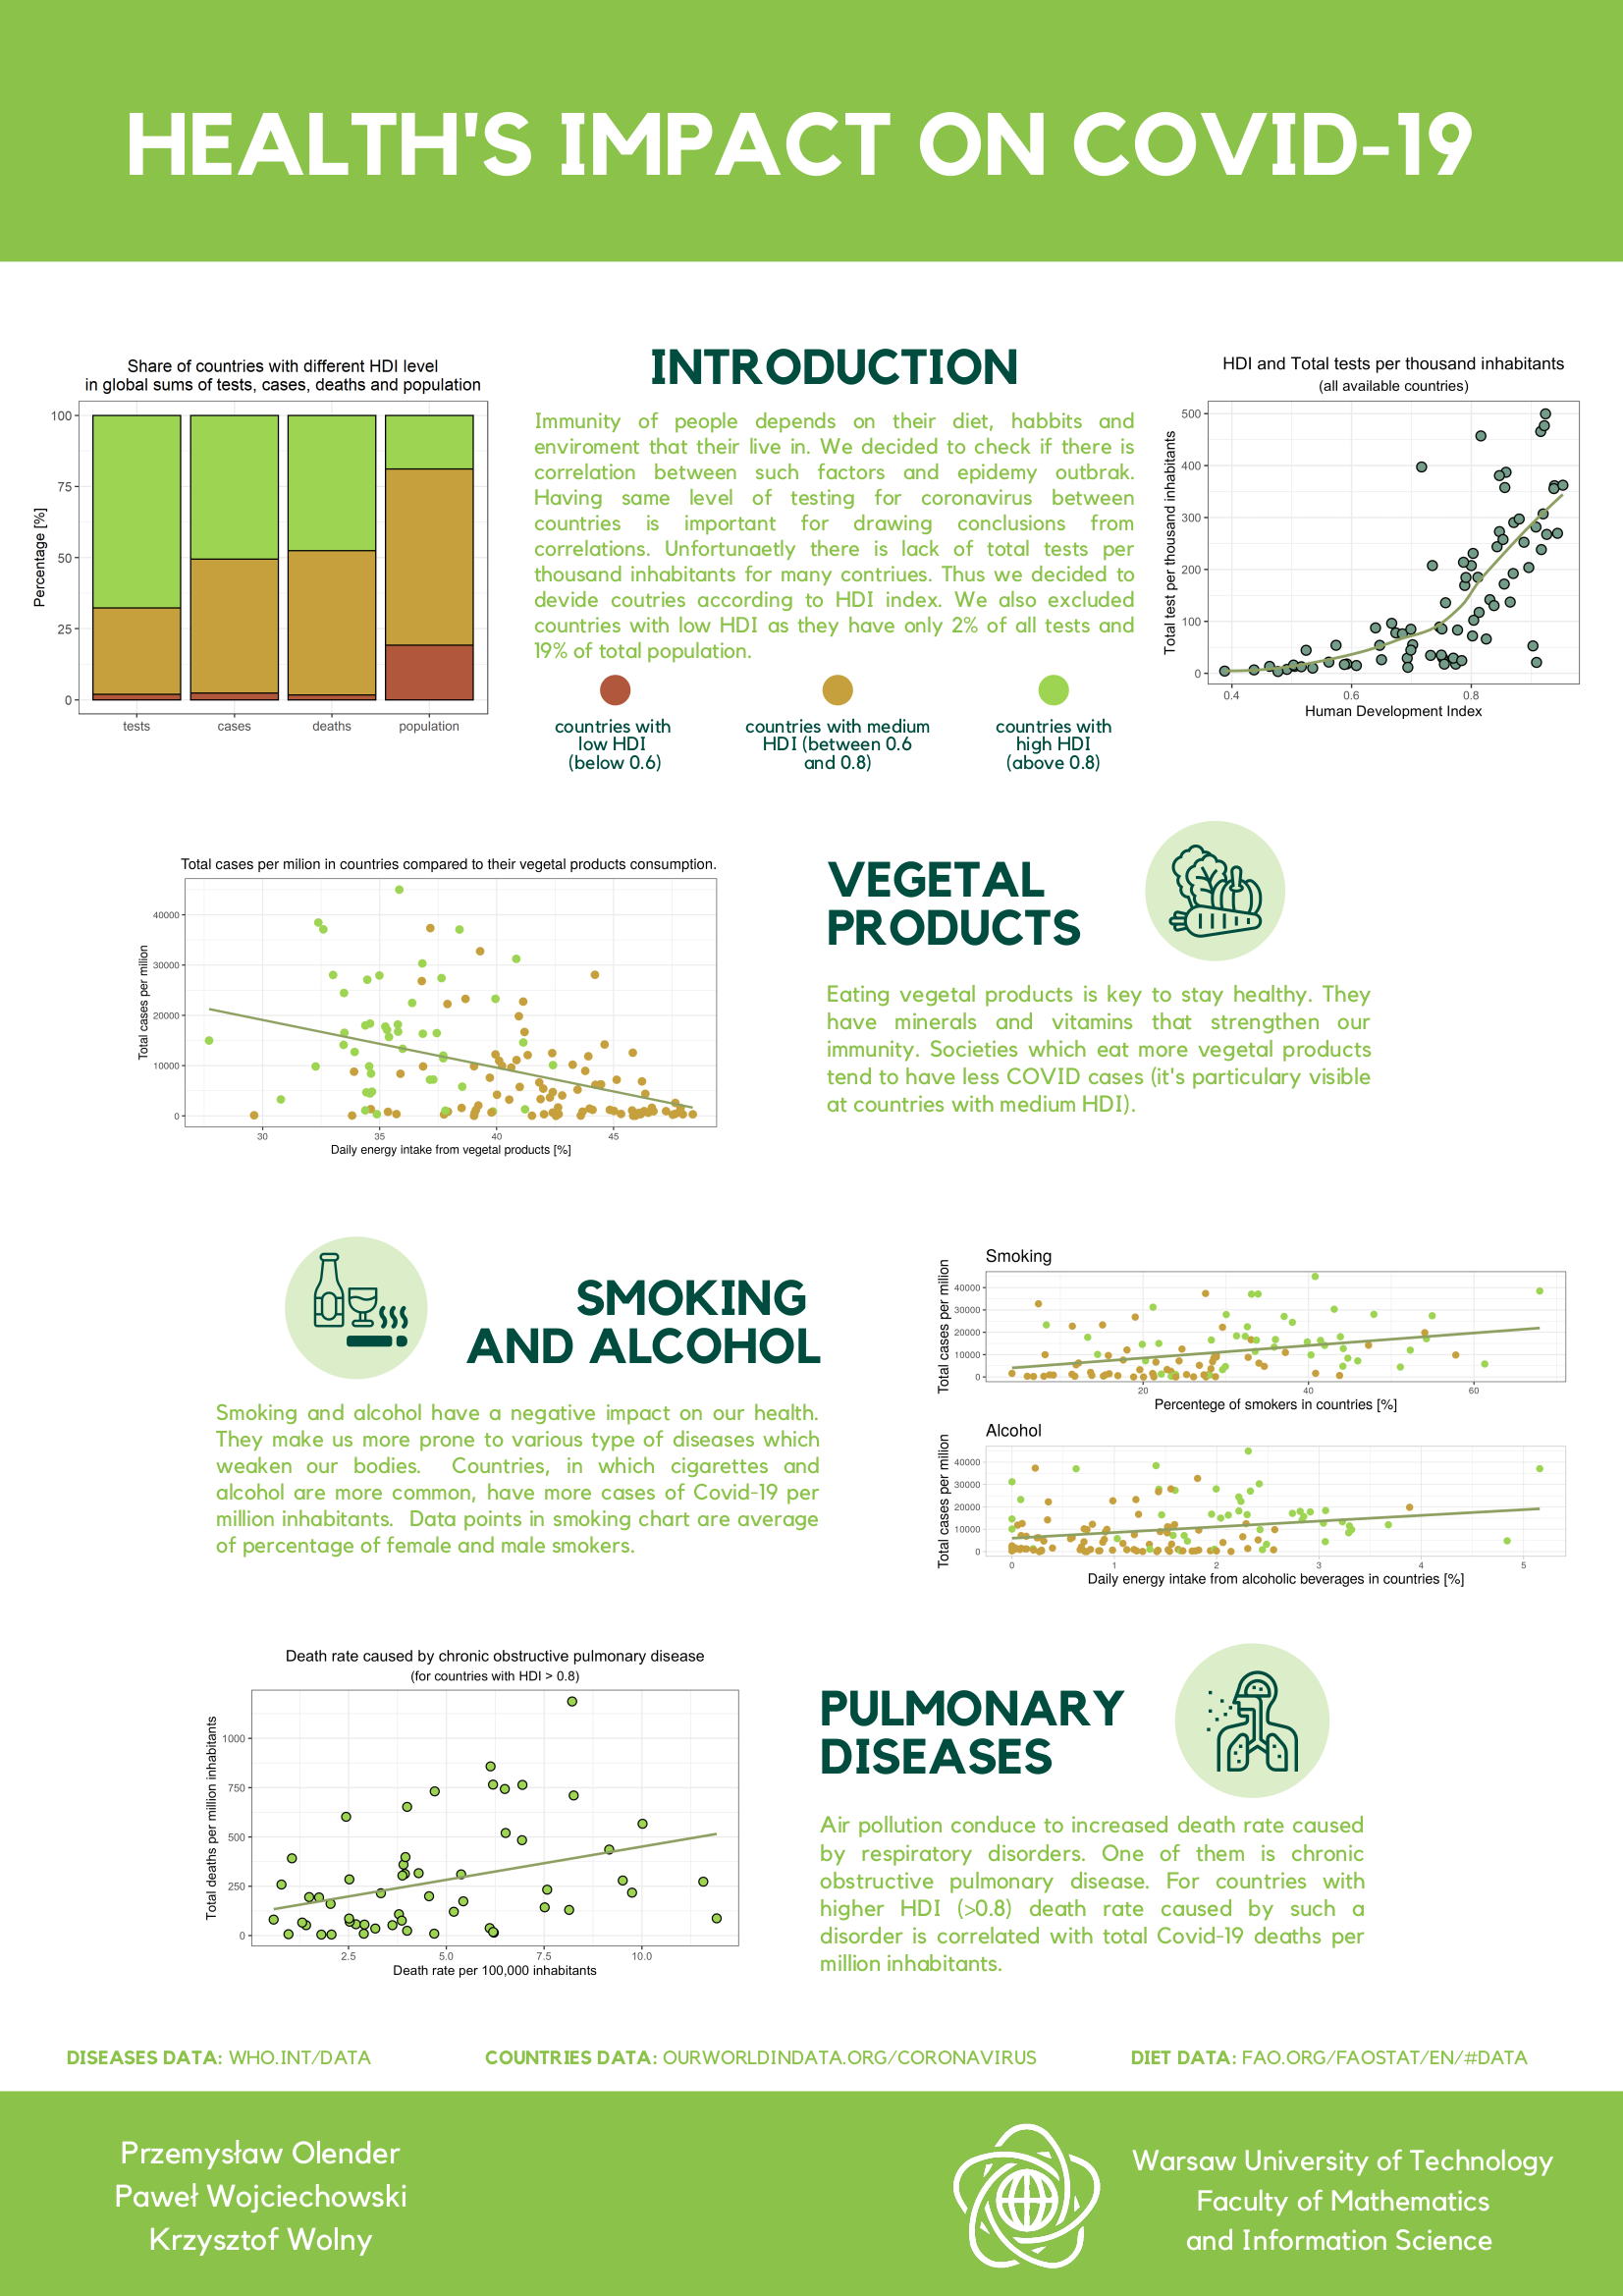 HEALTH'S IMPACT ON COVID-19
Share of countries with different HDI level
in global sums of tests, cases, deaths and population
Percentage [%]
100
75
50
25
0
tests
cases
deaths
population
INTRODUCTION
Immunity of people depends on their diet, habbits and
enviroment that their live in. We decided to check if there is
correlation between such factors and epidemy outbrak.
Having same level of testing for coronavirus between
countries is important for drawing conclusions from
correlations. Unfortunaetly there is lack of total tests per
thousand inhabitants for many contriues. Thus we decided to
devide coutries according to HDI index. We also excluded
countries with low HDI as they have only 2% of all tests and
19% of total population.
countries with
low HDI
(below 0.6)
countries with medium
HDI (between 0.6
and 0.8)
countries with
high HDI
(above 0.8)
HDI and Total tests per thousand inhabitants
(all available countries)
Total test per thousand inhabitants
500
400
300
200
100
0
0.4
0.6
0.8
Human Development Index
Total cases per milion in countries compared to their vegetal products consumption.
Total cases per milion
40000
30000
20000
10000
0
30
35
40
45
Daily energy intake from vegetal products [%]
VEGETAL
PRODUCTS
Eating vegetal products is key to stay healthy. They
have minerals and vitamins that strengthen our
immunity. Societies which eat more vegetal products
tend to have less COVID cases (it's particulary visible
at countries with medium HDI).
SMOKING
AND ALCOHOL
Smoking and alcohol have a negative impact on our health.
They make us more prone to various type of diseases which
weaken our bodies. Countries, in which cigarettes and
alcohol are more common, have more cases of Covid-19 per
million inhabitants. Data points in smoking chart are average
of percentage of female and male smokers.
Smoking
Total cases per milion
40000
30000
20000
10000
0
20
40
60
Percentege of smokers in countries [%]
Alcohol
Total cases per milion
40000
30000
20000
10000
0
0
1
2
3
4
5
Daily energy intake from alcoholic beverages in countries [%]
Death rate caused by chronic obstructive pulmonary disease
(for countries with HDI > 0.8)
Total deaths per million inhabitants
1000
750
500
250
0
2.5
5.0
7.5
10.0
Death rate per 100,000 inhabitants
PULMONARY
DISEASES
Air pollution conduce to increased death rate caused
by respiratory disorders. One of them is chronic
obstructive pulmonary disease. For countries with
higher HDI (>0.8) death rate caused by such a
disorder is correlated with total Covid-19 deaths per
million inhabitants.
DISEASES DATA: WHO.INT/DATA
COUNTRIES DATA: OURWORLDINDATA.ORG/CORONAVIRUS
DIET DATA: FAO.ORG/FAOSTAT/EN/#DATA
Przemysław Olender
Paweł Wojciechowski
Krzysztof Wolny
Warsaw University of Technology
Faculty of Mathematics
and Information Science